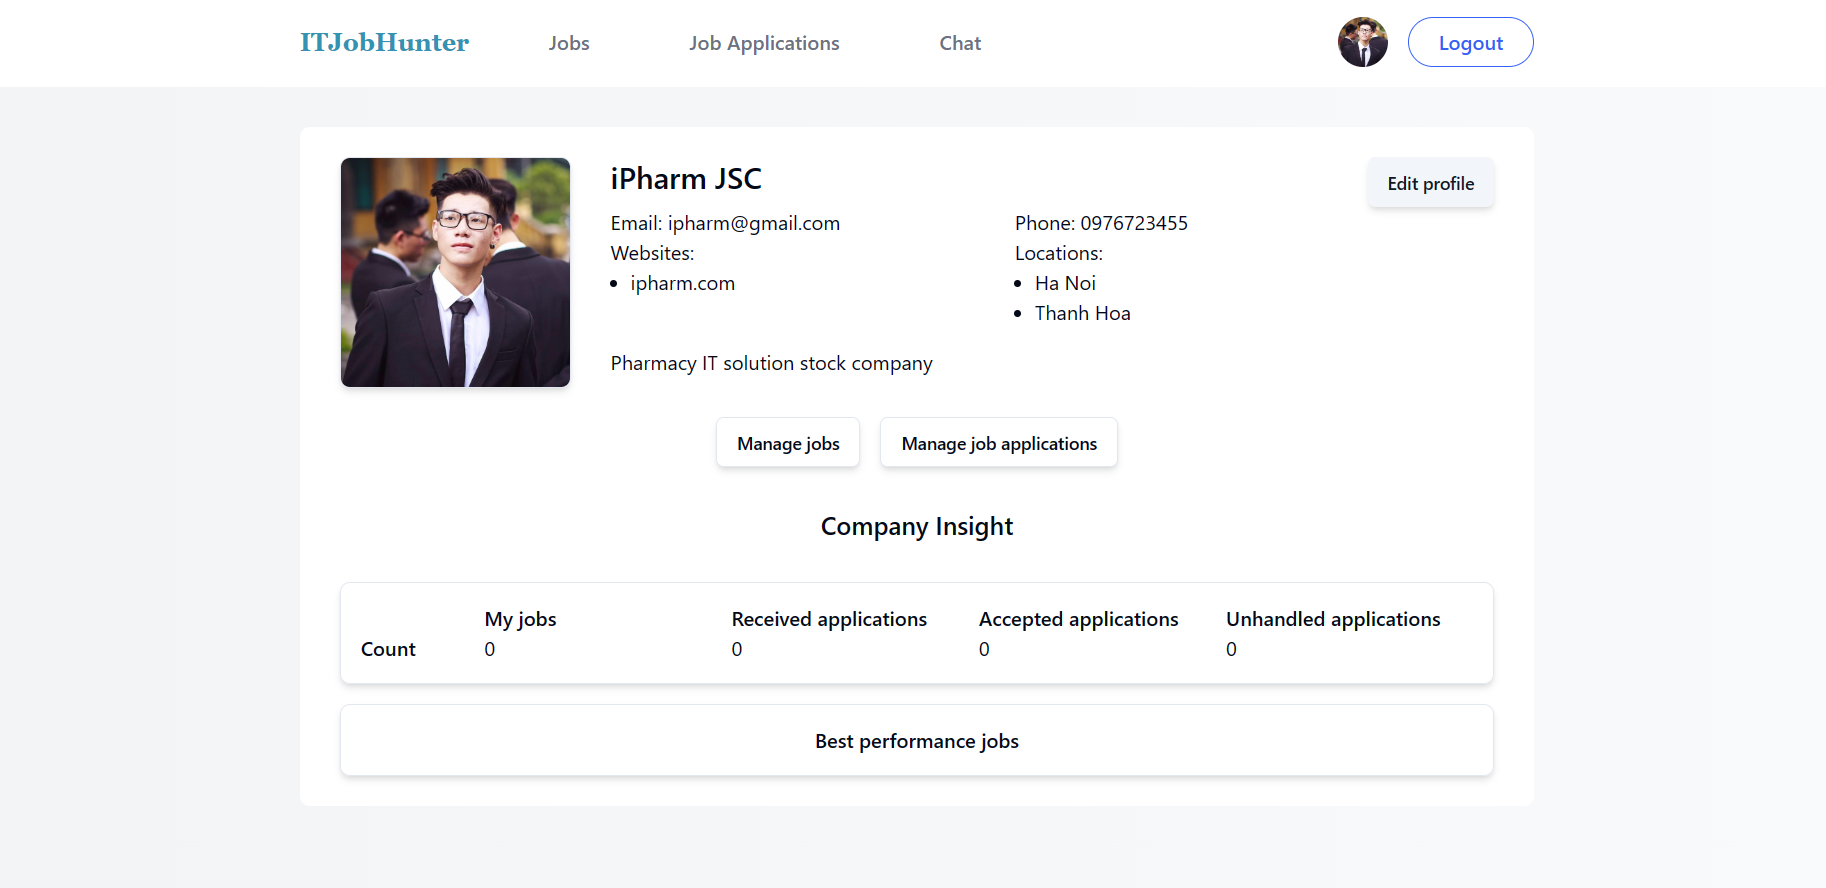 ITJobHunter Jobs Job Applications Chat Logout
iPharm JSC Edit profile
Email: ipharm@gmail.com Phone: 0976723455
Websites: Locations:
ipharm.com Ha Noi
Thanh Hoa
Pharmacy IT solution stock company
Manage jobs Manage job applications
Company Insight
My jobs Received applications Accepted applications Unhandled applications
Count 0 0 0 0
Best performance jobs